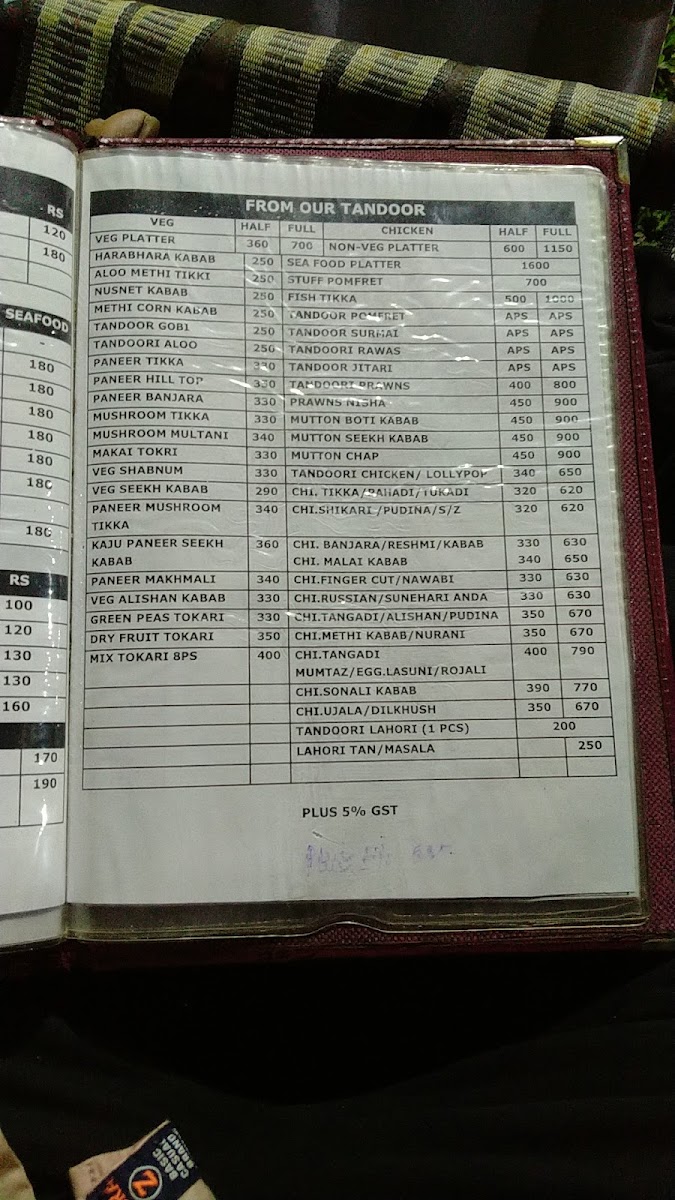 RS
120
180
SEAFOOD
-
180
180
180
180
180
180
180
RS
100
120
130
130
160
170
190
FROM OUR TANDOOR
VEG HALF FULL CHICKEN HALF FULL
VEG PLATTER 360 700 NON-VEG PLATTER 600 1150
HARABHARA KABAB 250 SEA FOOD PLATTER 1600
ALOO METHI TIKKI 250 STUFF POMFRET 700
NUSNET KABAB 250 FISH TIKKA 500 1000
METHI CORN KABAB 250 TANDOOR POMFRET APS APS
TANDOOR GOBI 250 TANDOOR SURMAI APS APS
TANDOORI ALOO 250 TANDOORI RAWAS APS APS
PANEER TIKKA 330 TANDOOR JITARI APS APS
PANEER HILL TOP 330 TANDOORI PRAWNS 400 800
PANEER BANJARA 330 PRAWNS NISHA 450 900
MUSHROOM TIKKA 330 MUTTON BOTI KABAB 450 900
MUSHROOM MULTANI 340 MUTTON SEEKH KABAB 450 900
MAKAI TOKRI 330 MUTTON CHAP 450 900
VEG SHABNUM 330 TANDOORI CHICKEN/ LOLLYPOP 340 650
VEG SEEKH KABAB 290 CHI. TIKKA/PAHADI/TUKADI 320 620
PANEER MUSHROOM 340 CHI.SHIKARI /PUDINA/S/Z 320 620
TIKKA
KAJU PANEER SEEKH 360 CHI. BANJARA/RESHMI/KABAB 330 630
KABAB CHI. MALAI KABAB 340 650
PANEER MAKHMALI 340 CHI.FINGER CUT/NAWABI 330 630
VEG ALISHAN KABAB 330 CHI.RUSSIAN/SUNEHARI ANDA 330 630
GREEN PEAS TOKARI 330 CHI.TANGADI/ALISHAN/PUDINA 350 670
DRY FRUIT TOKARI 350 CHI.METHI KABAB/NURANI 350 670
MIX TOKARI 8PS 400 CHI.TANGADI 400 790
MUMTAZ/EGG.LASUNI/ROJALI
CHI.SONALI KABAB 390 770
CHI.UJALA/DILKHUSH 350 670
TANDOORI LAHORI (1 PCS) 200
LAHORI TAN/MASALA 250
PLUS 5% GST
BASIC
CASUAL
BRAND
Z